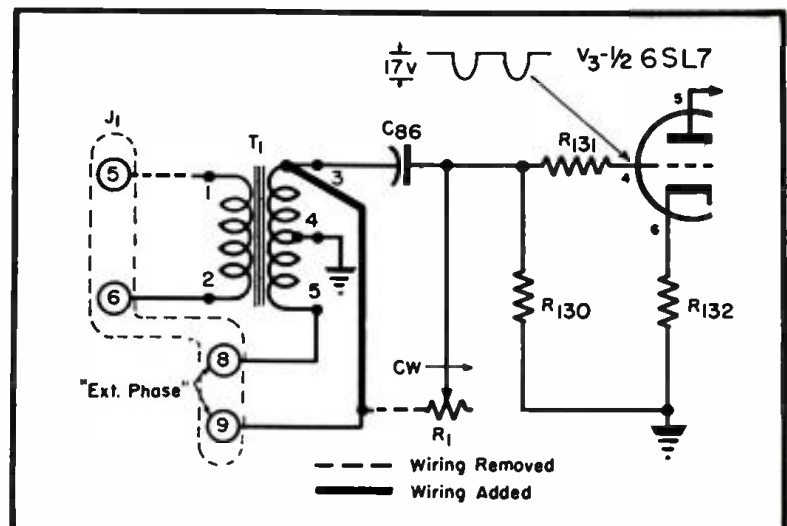 17v
V3-1/2 6SL7
J1
T1
C86
R131
5
4
6
5
1
3
4
2
5
6
R130
R132
8
"Ext. Phase"
9
CW
R1
Wiring Removed
Wiring Added